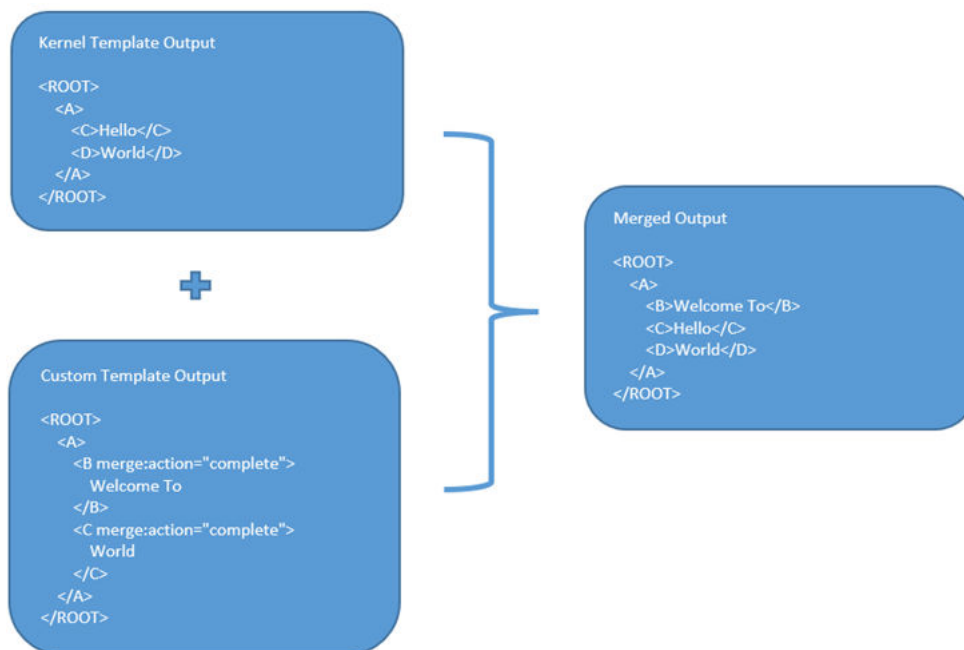 Kernel Template Output
<ROOT>
<A>
<C>Hello</C>
<D>World</D>
</A>
</ROOT>
Custom Template Output
<ROOT>
<A>
<B merge:action="complete">
Welcome To
</B>
<C merge:action="complete">
World
</C>
</A>
</ROOT>
Merged Output
<ROOT>
<A>
<B>Welcome To</B>
<C>Hello</C>
<D>World</D>
</A>
</ROOT>